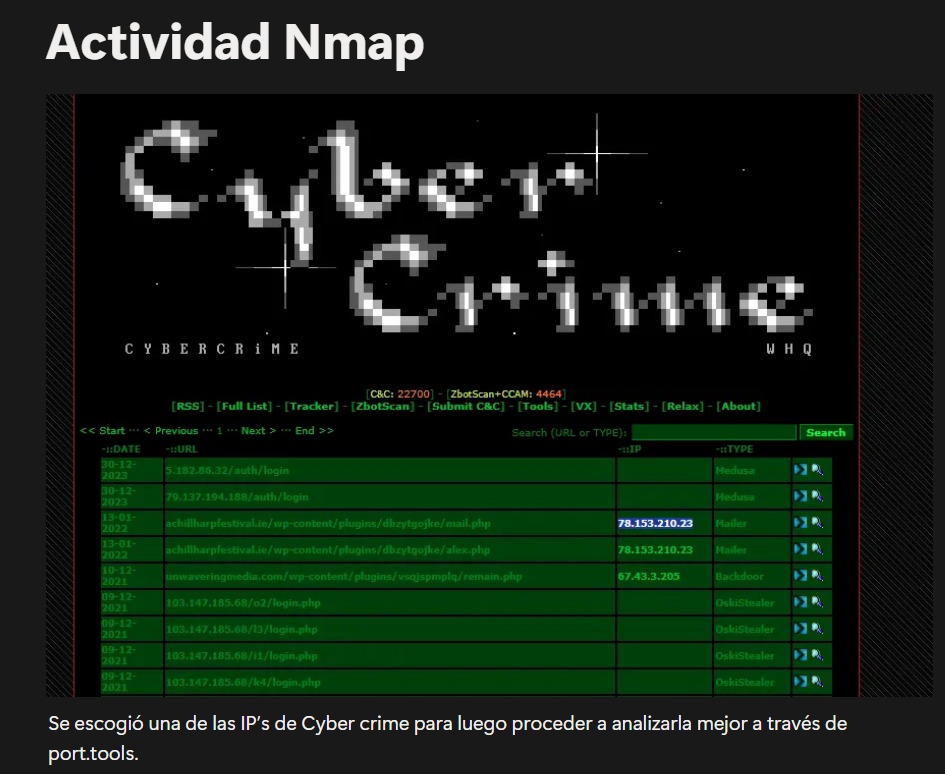 Actividad Nmap
Cyber
Crime
CYBERCRiME WHQ
[C&C: 22700] - [ZbotScan+CCAM: 4464]
[RSS] - [Full List] - [Tracker] - [ZbotScan] - [Submit C&C] - [Tools] - [VX] - [Stats] - [Relax] - [About]
<< Start ··· < Previous ··· 1 ··· Next > ··· End >> Search (URL or TYPE): Search
-::DATE -::URL -::IP -::TYPE
30-12-2023 5.182.86.32/auth/login Medusa
30-12-2023 79.137.194.188/auth/login Medusa
13-01-2022 achillharpfestival.ie/wp-content/plugins/dbzytgojke/mail.php 78.153.210.23 Mailer
13-01-2022 achillharpfestival.ie/wp-content/plugins/dbzytgojke/alex.php 78.153.210.23 Mailer
10-12-2021 unwaveringmedia.com/wp-content/plugins/vsqjspmplq/remain.php 67.43.3.205 Backdoor
09-12-2021 103.147.185.68/o2/login.php OskiStealer
09-12-2021 103.147.185.68/l3/login.php OskiStealer
09-12-2021 103.147.185.68/i1/login.php OskiStealer
09-12-2021 103.147.185.68/k4/login.php OskiStealer
Se escogió una de las IP's de Cyber crime para luego proceder a analizarla mejor a través de
port.tools.